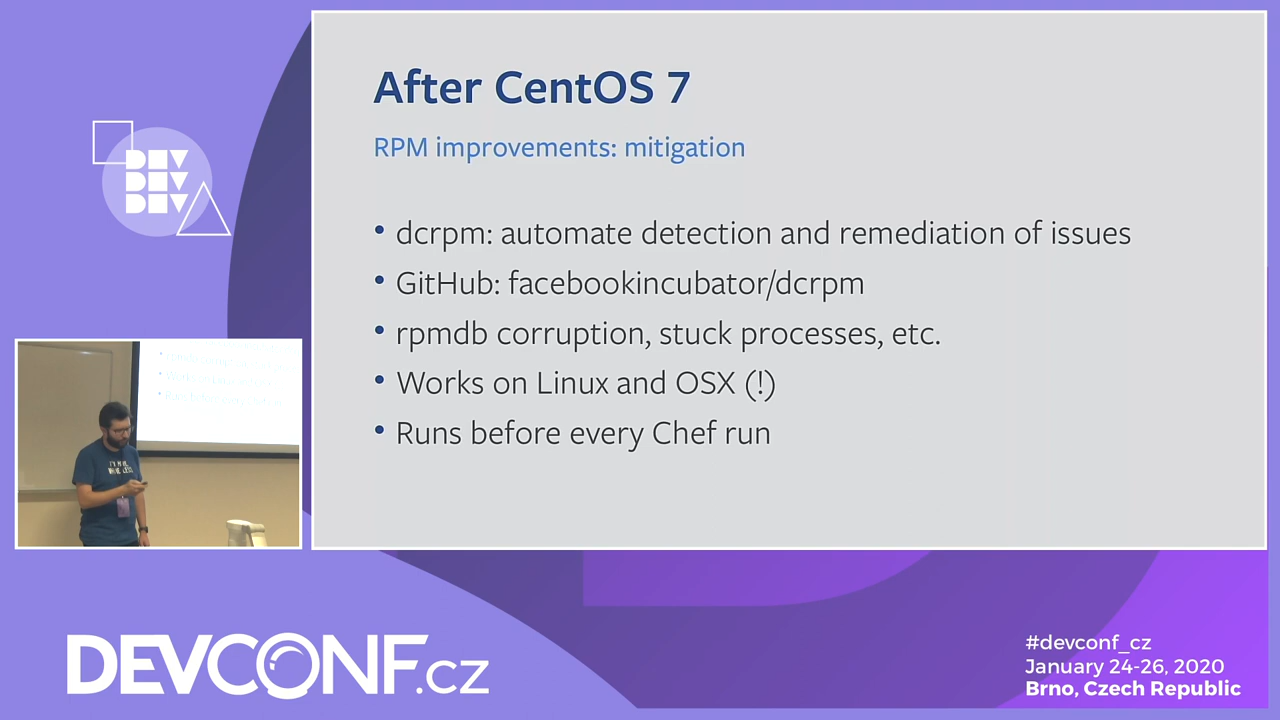 After CentOS 7
RPM improvements: mitigation
• dcrpm: automate detection and remediation of issues
• GitHub: facebookincubator/dcrpm
• rpmdb corruption, stuck processes, etc.
• Works on Linux and OSX (!)
• Runs before every Chef run
DEV
DEV
DEV
DEVCONF.CZ
#devconf_cz
January 24-26, 2020
Brno, Czech Republic